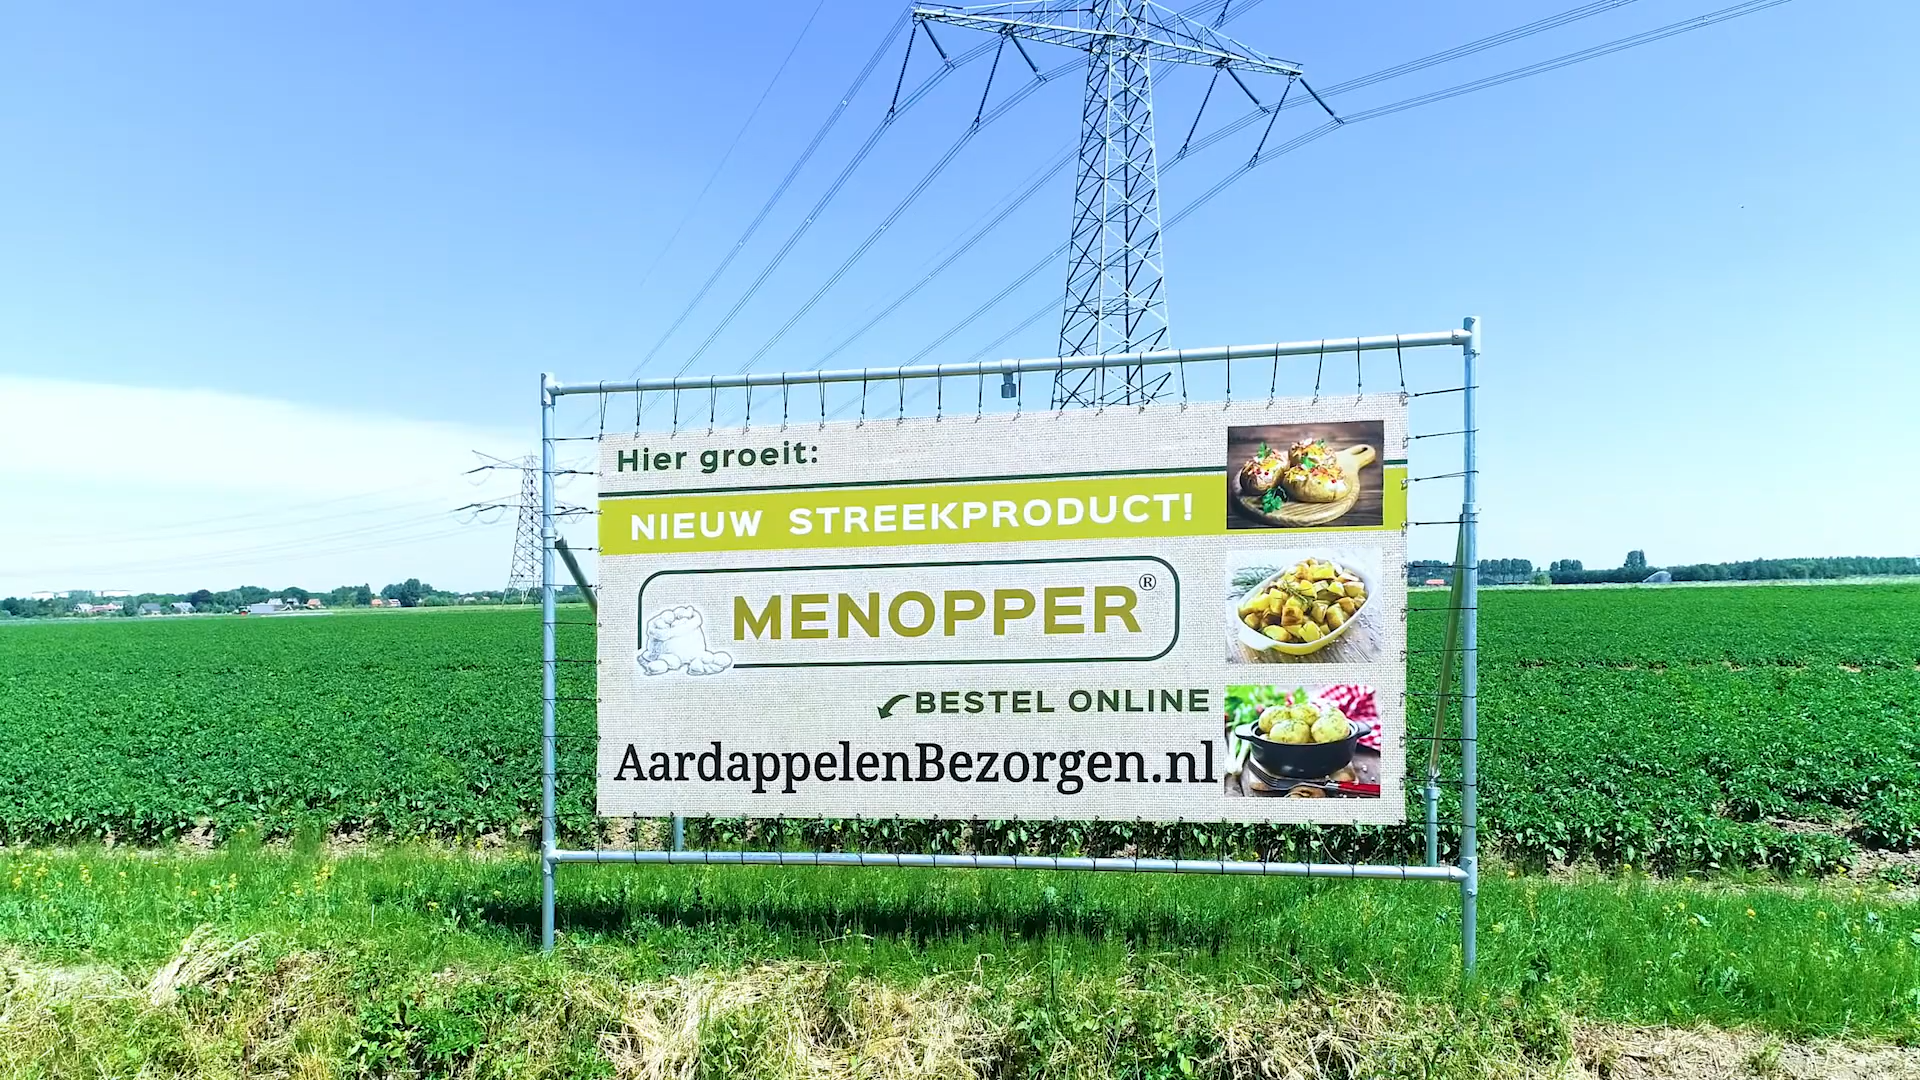 Hier groeit:
NIEUW STREEKPRODUCT!
MENOPPER®
BESTEL ONLINE
AardappelenBezorgen.nl